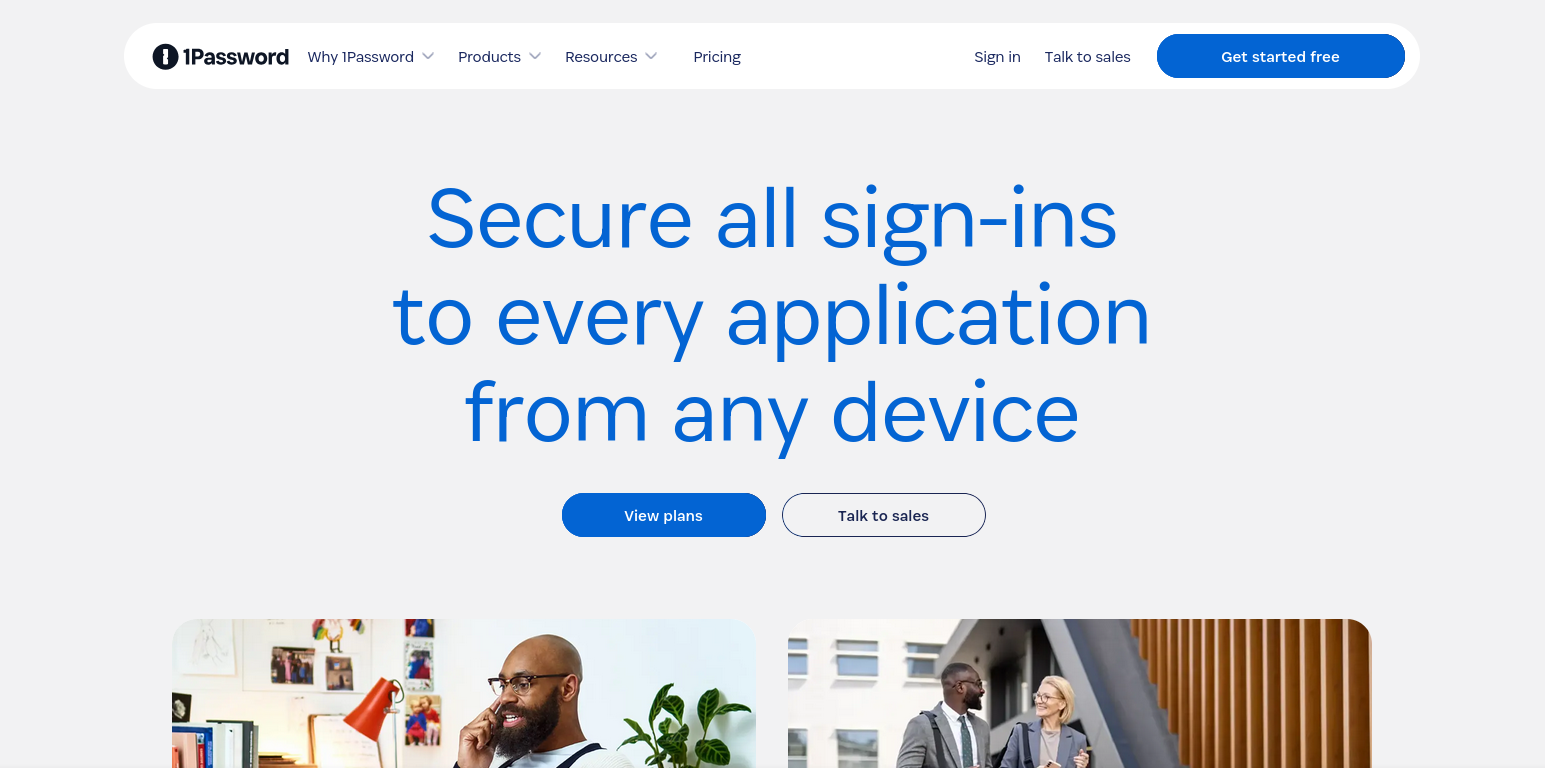 1Password
Why 1Password
Products
Resources
Pricing
Sign in
Talk to sales
Get started free
Secure all sign-ins
to every application
from any device
View plans
Talk to sales